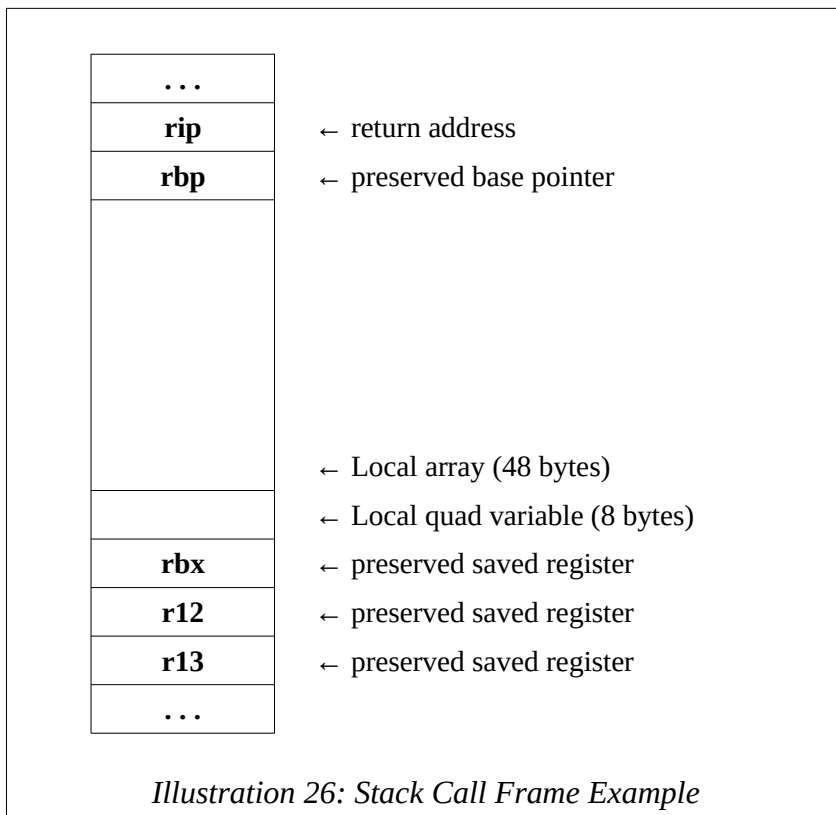 . . .
rip ← return address
rbp ← preserved base pointer
← Local array (48 bytes)
← Local quad variable (8 bytes)
rbx ← preserved saved register
r12 ← preserved saved register
r13 ← preserved saved register
. . .
Illustration 26: Stack Call Frame Example